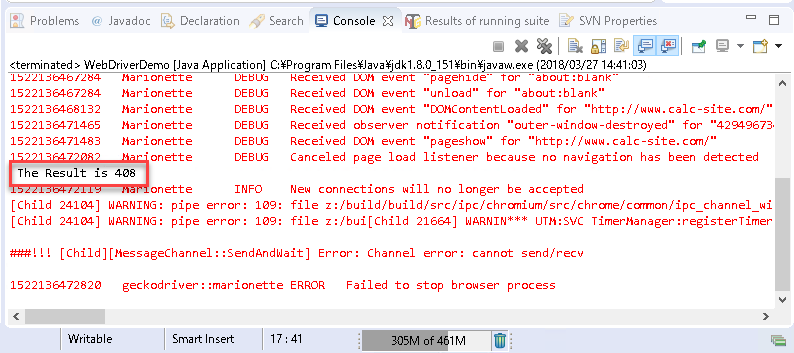 Problems @ Javadoc Declaration Search Console Results of running suite SVN Properties
<terminated> WebDriverDemo [Java Application] C:¥Program Files¥Java¥jdk1.8.0_151¥bin¥javaw.exe (2018/03/27 14:41:03)
1522136467284 Marionette DEBUG Received DOM event "pagehide" for "about:blank"
1522136467284 Marionette DEBUG Received DOM event "unload" for "about:blank"
1522136468132 Marionette DEBUG Received DOM event "DOMContentLoaded" for "http://www.calc-site.com/"
1522136471465 Marionette DEBUG Received observer notification "outer-window-destroyed" for "429496734
1522136471483 Marionette DEBUG Received DOM event "pageshow" for "http://www.calc-site.com/"
1522136472082 Marionette DEBUG Canceled page load listener because no navigation has been detected
The Result is 408
1522136472119 Marionette INFO New connections will no longer be accepted
[Child 24104] WARNING: pipe error: 109: file z:/build/build/src/ipc/chromium/src/chrome/common/ipc_channel_wi
[Child 24104] WARNING: pipe error: 109: file z:/bui[Child 21664] WARNIN*** UTM:SVC TimerManager:registerTimer
###!!! [Child][MessageChannel::SendAndWait] Error: Channel error: cannot send/recv
1522136472820 geckodriver::marionette ERROR Failed to stop browser process
Writable Smart Insert 17 : 41 305M of 461M